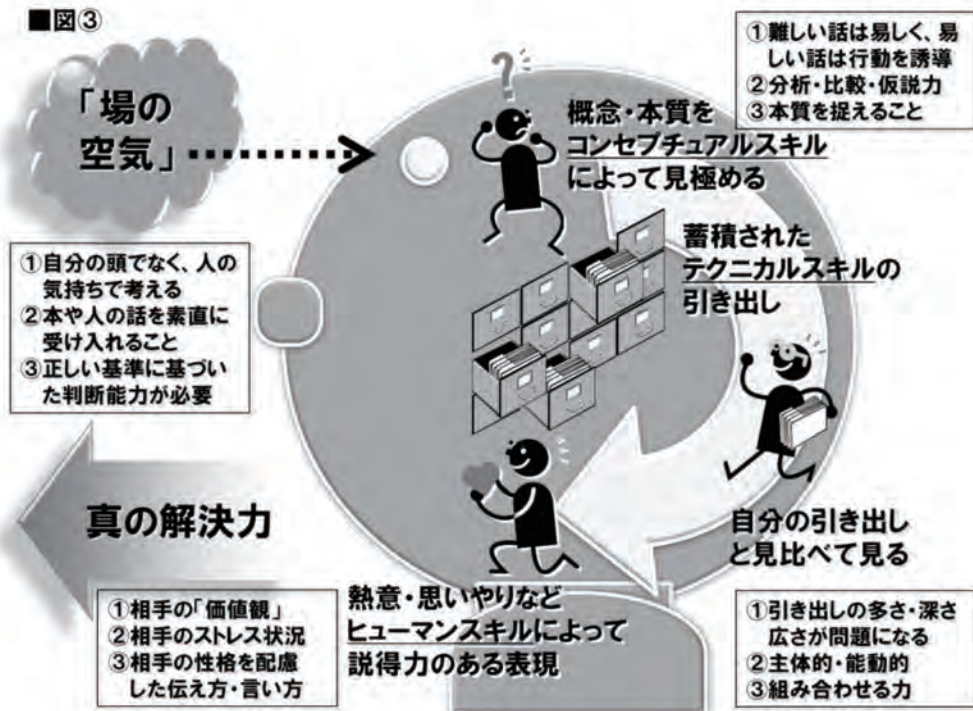 ■図③
「場の
空気」
①難しい話は易しく、易
しい話は行動を誘導
②分析・比較・仮説力
③本質を捉えること
?
概念・本質を
コンセプチュアルスキル
によって見極める
蓄積された
テクニカルスキルの
引き出し
①自分の頭でなく、人の
気持ちで考える
②本や人の話を素直に
受け入れること
③正しい基準に基づい
た判断能力が必要
自分の引き出し
と見比べて見る
真の解決力
熱意・思いやりなど
ヒューマンスキルによって
説得力のある表現
①相手の「価値観」
②相手のストレス状況
③相手の性格を配慮
した伝え方・言い方
①引き出しの多さ・深さ
広さが問題になる
②主体的・能動的
③組み合わせる力